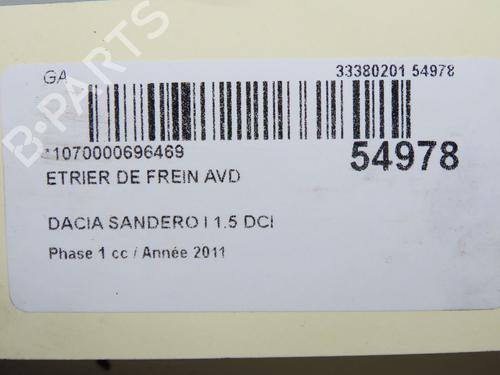 GA 33380201 54978
*1070000696469 54978
ETRIER DE FREIN AVD
DACIA SANDERO I 1.5 DCI
Phase 1 cc / Année 2011
B-PARTS